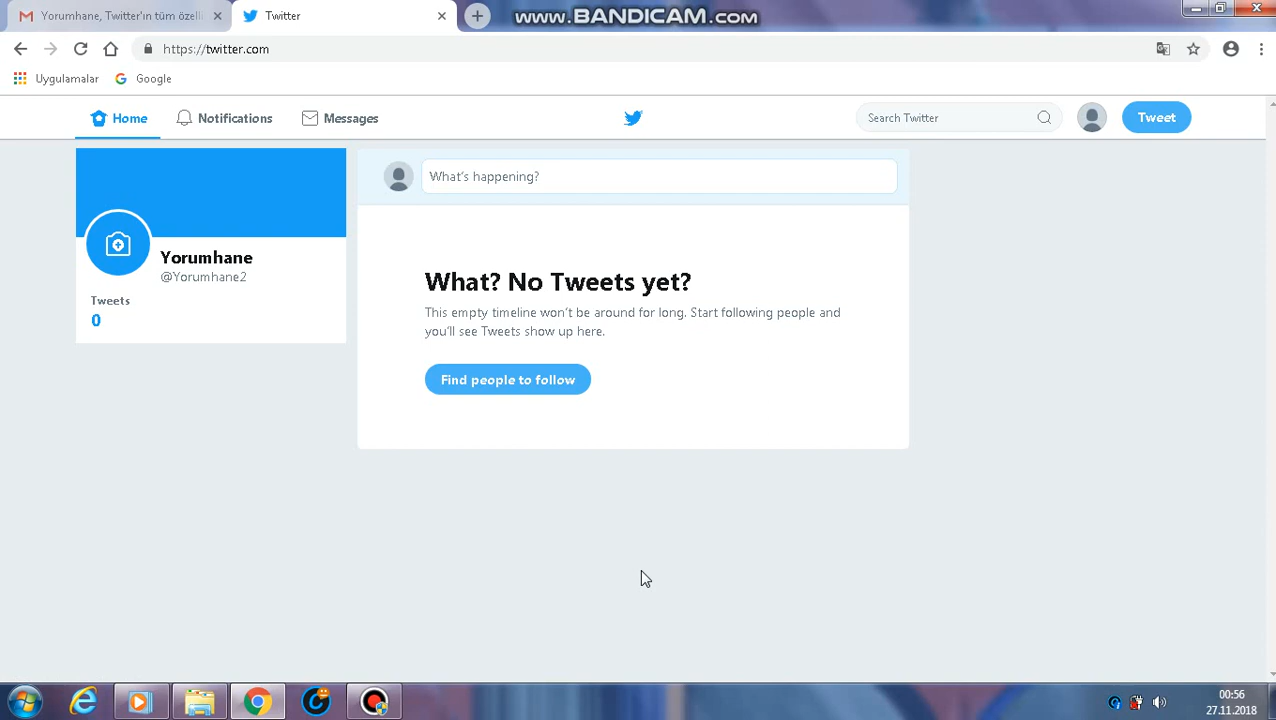 Yorumhane, Twitter'ın tüm özelli
Twitter
www.BANDICAM.com
https://twitter.com
Uygulamalar
Google
Home
Notifications
Messages
Search Twitter
Tweet
What's happening?
Yorumhane
@Yorumhane2
Tweets
0
What? No Tweets yet?
This empty timeline won't be around for long. Start following people and
you'll see Tweets show up here.
Find people to follow
00:56
27.11.2018